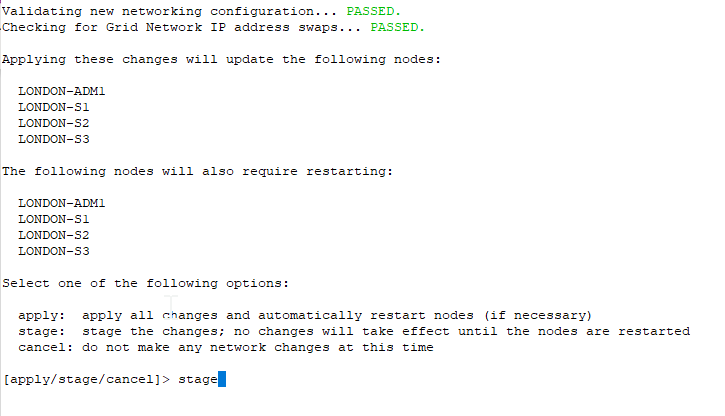 Validating new networking configuration... PASSED.
Checking for Grid Network IP address swaps... PASSED.
Applying these changes will update the following nodes:
LONDON-ADM1
LONDON-S1
LONDON-S2
LONDON-S3
The following nodes will also require restarting:
LONDON-ADM1
LONDON-S1
LONDON-S2
LONDON-S3
Select one of the following options:
apply:  apply all changes and automatically restart nodes (if necessary)
stage:  stage the changes; no changes will take effect until the nodes are restarted
cancel: do not make any network changes at this time
[apply/stage/cancel]> stage